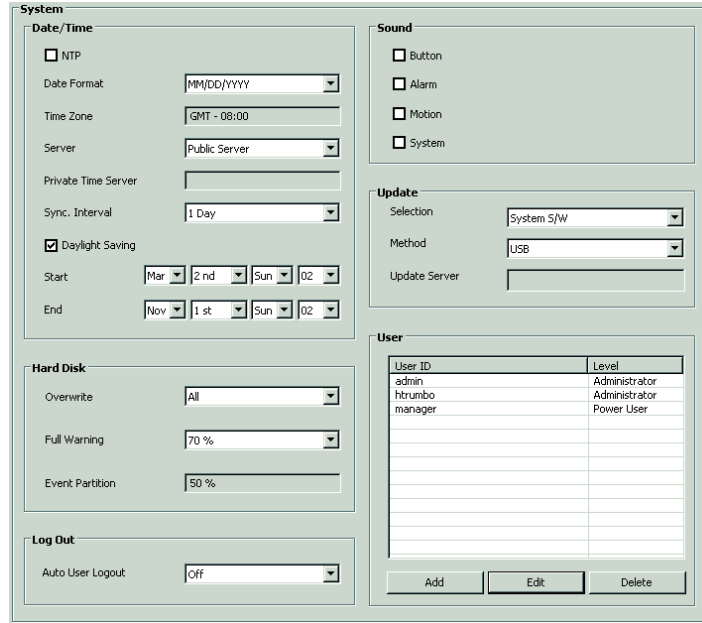 System
Date/Time
NTP
Date Format MM/DD/YYYY
Time Zone GMT - 08:00
Server Public Server
Private Time Server
Sync. Interval 1 Day
Daylight Saving
Start Mar 2 nd Sun 02
End Nov 1 st Sun 02
Hard Disk
Overwrite All
Full Warning 70 %
Event Partition 50 %
Log Out
Auto User Logout Off
Sound
Button
Alarm
Motion
System
Update
Selection System S/W
Method USB
Update Server
User
User ID Level
admin Administrator
htrumbo Administrator
manager Power User
Add Edit Delete